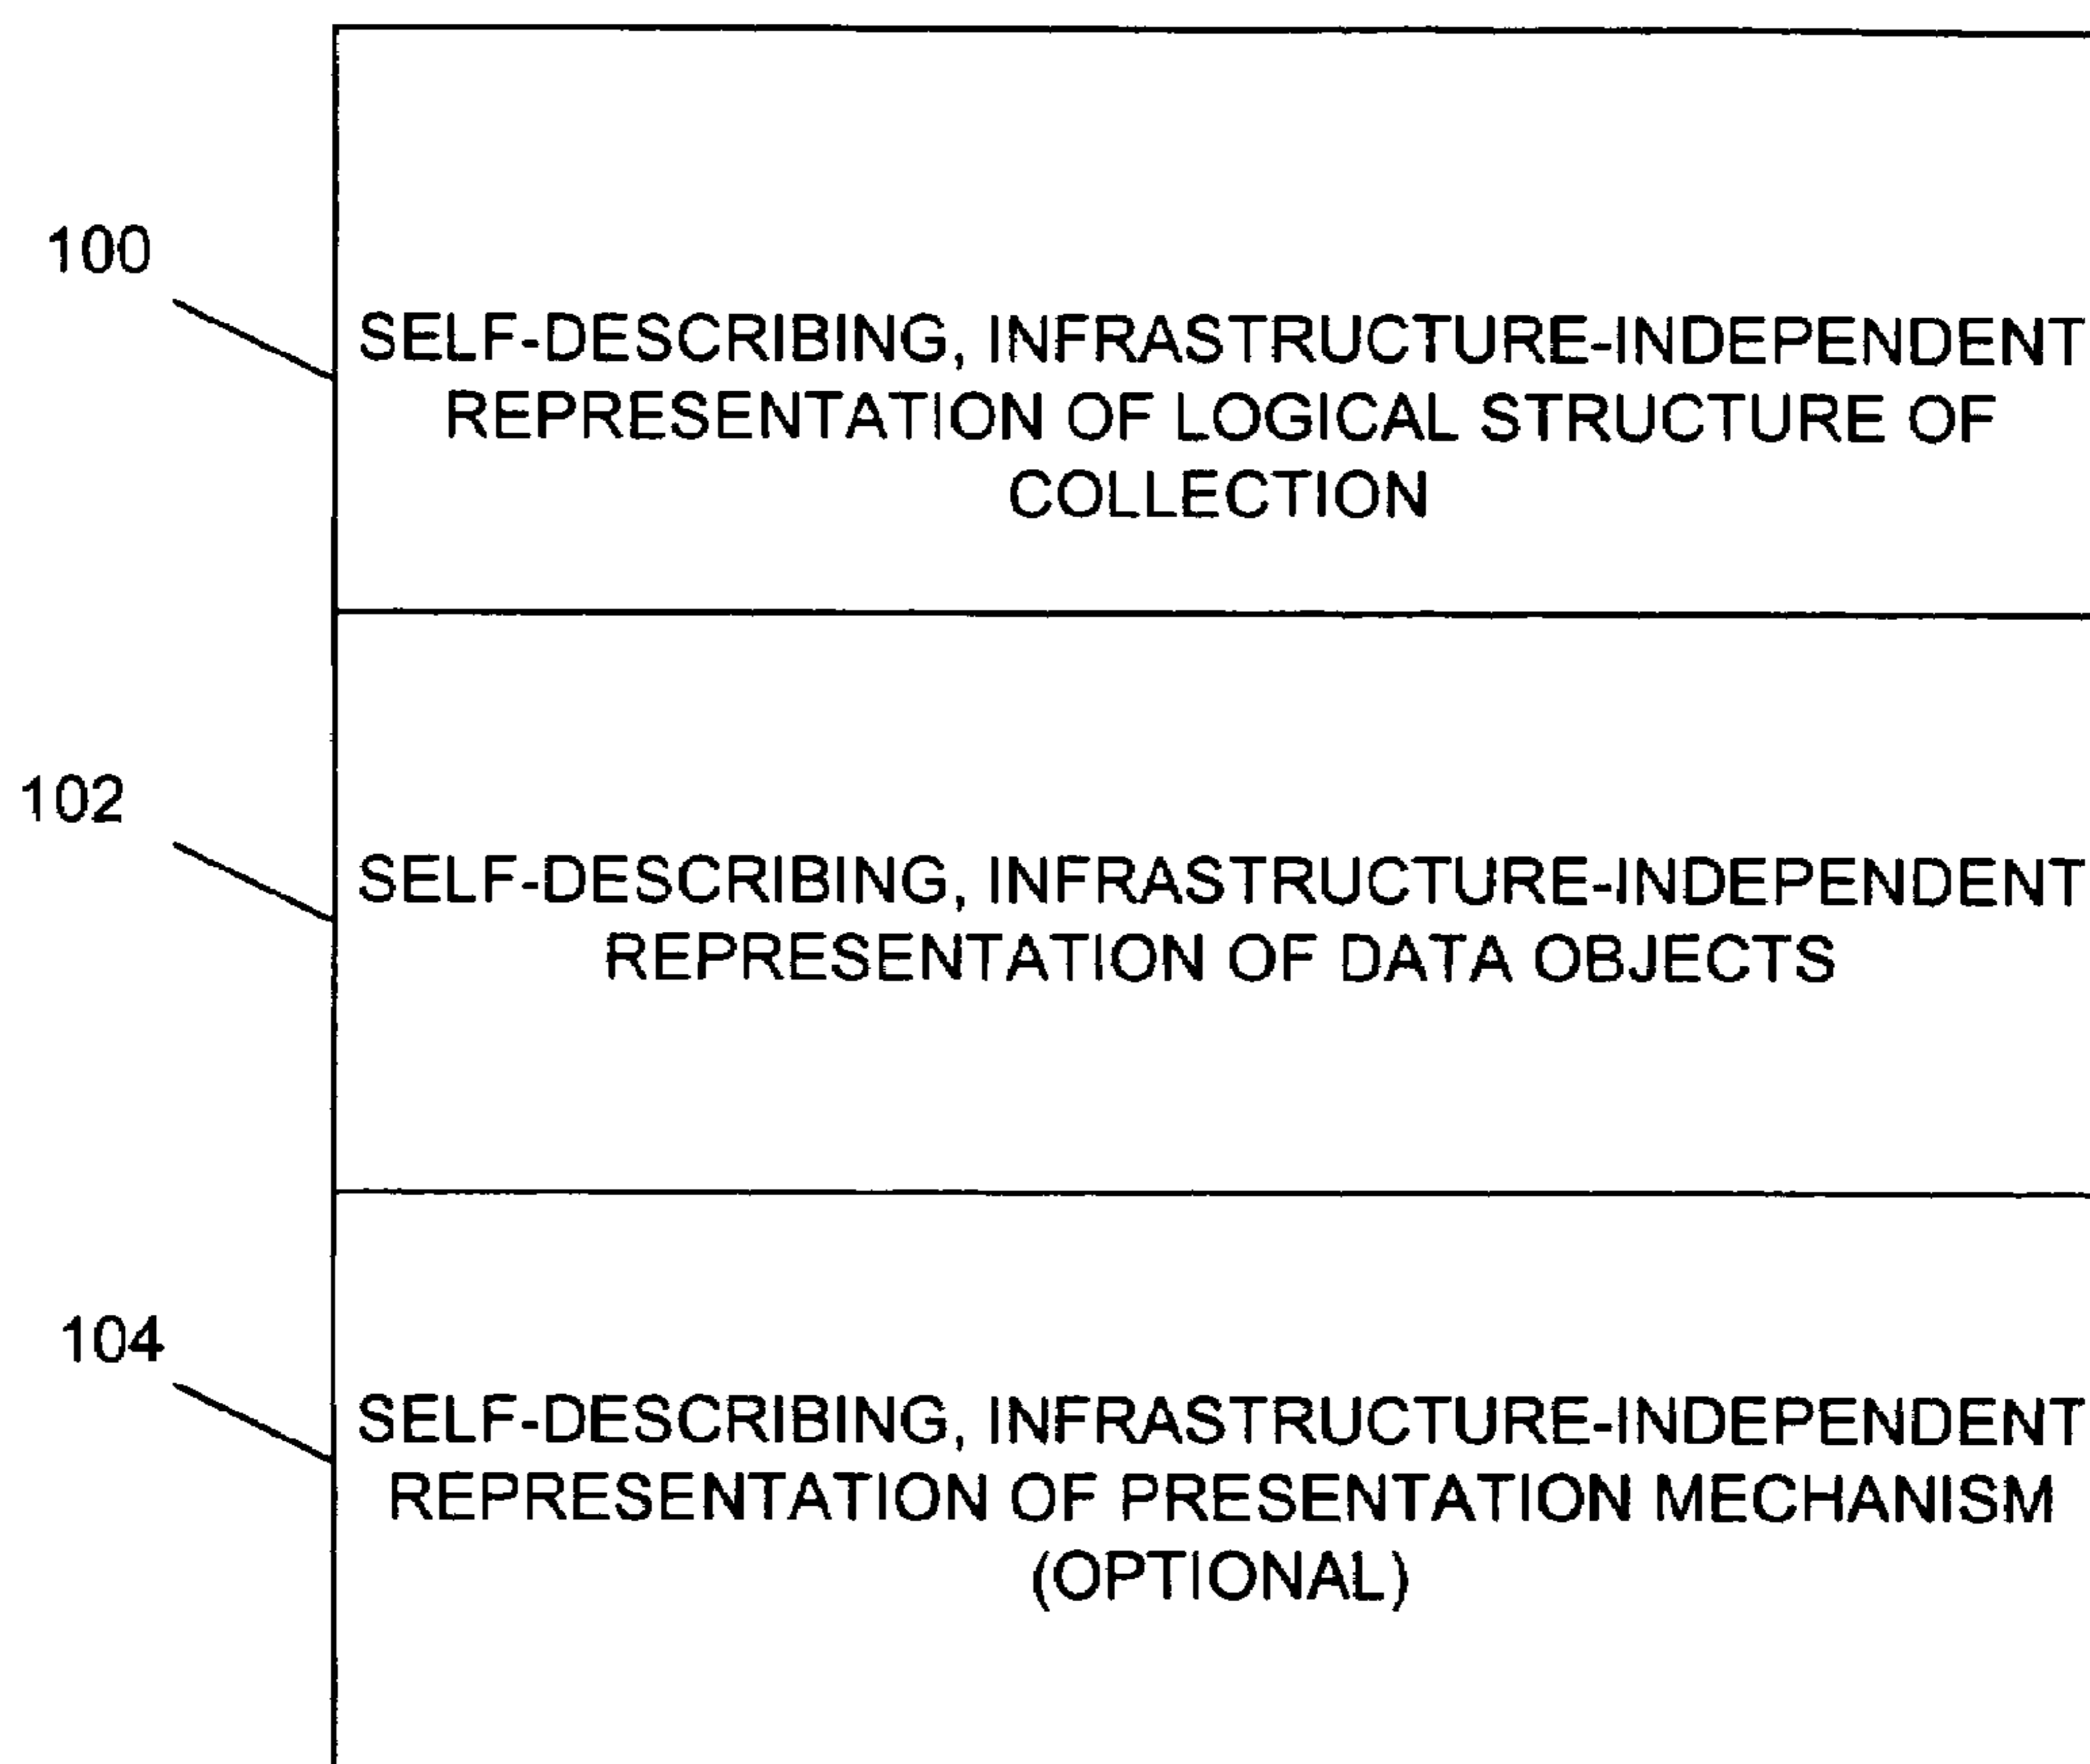 100
SELF-DESCRIBING, INFRASTRUCTURE-INDEPENDENT
REPRESENTATION OF LOGICAL STRUCTURE OF
COLLECTION
102
SELF-DESCRIBING, INFRASTRUCTURE-INDEPENDENT
REPRESENTATION OF DATA OBJECTS
104
SELF-DESCRIBING, INFRASTRUCTURE-INDEPENDENT
REPRESENTATION OF PRESENTATION MECHANISM
(OPTIONAL)